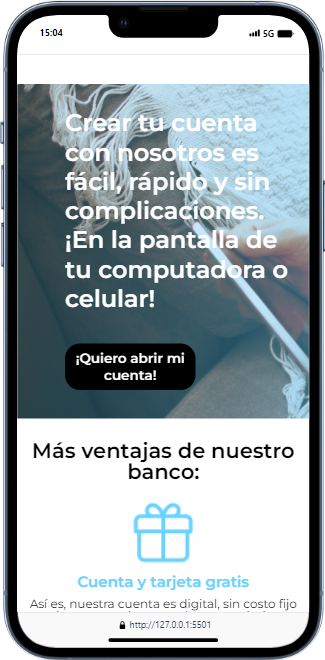 15:04
5G
Crear tu cuenta
con nosotros es
fácil, rápido y sin
complicaciones.
¡En la pantalla de
tu computadora o
celular!
¡Quiero abrir mi
cuenta!
Más ventajas de nuestro
banco:
Cuenta y tarjeta gratis
Así es, nuestra cuenta es digital, sin costo fijo
http://127.0.0.1:5501